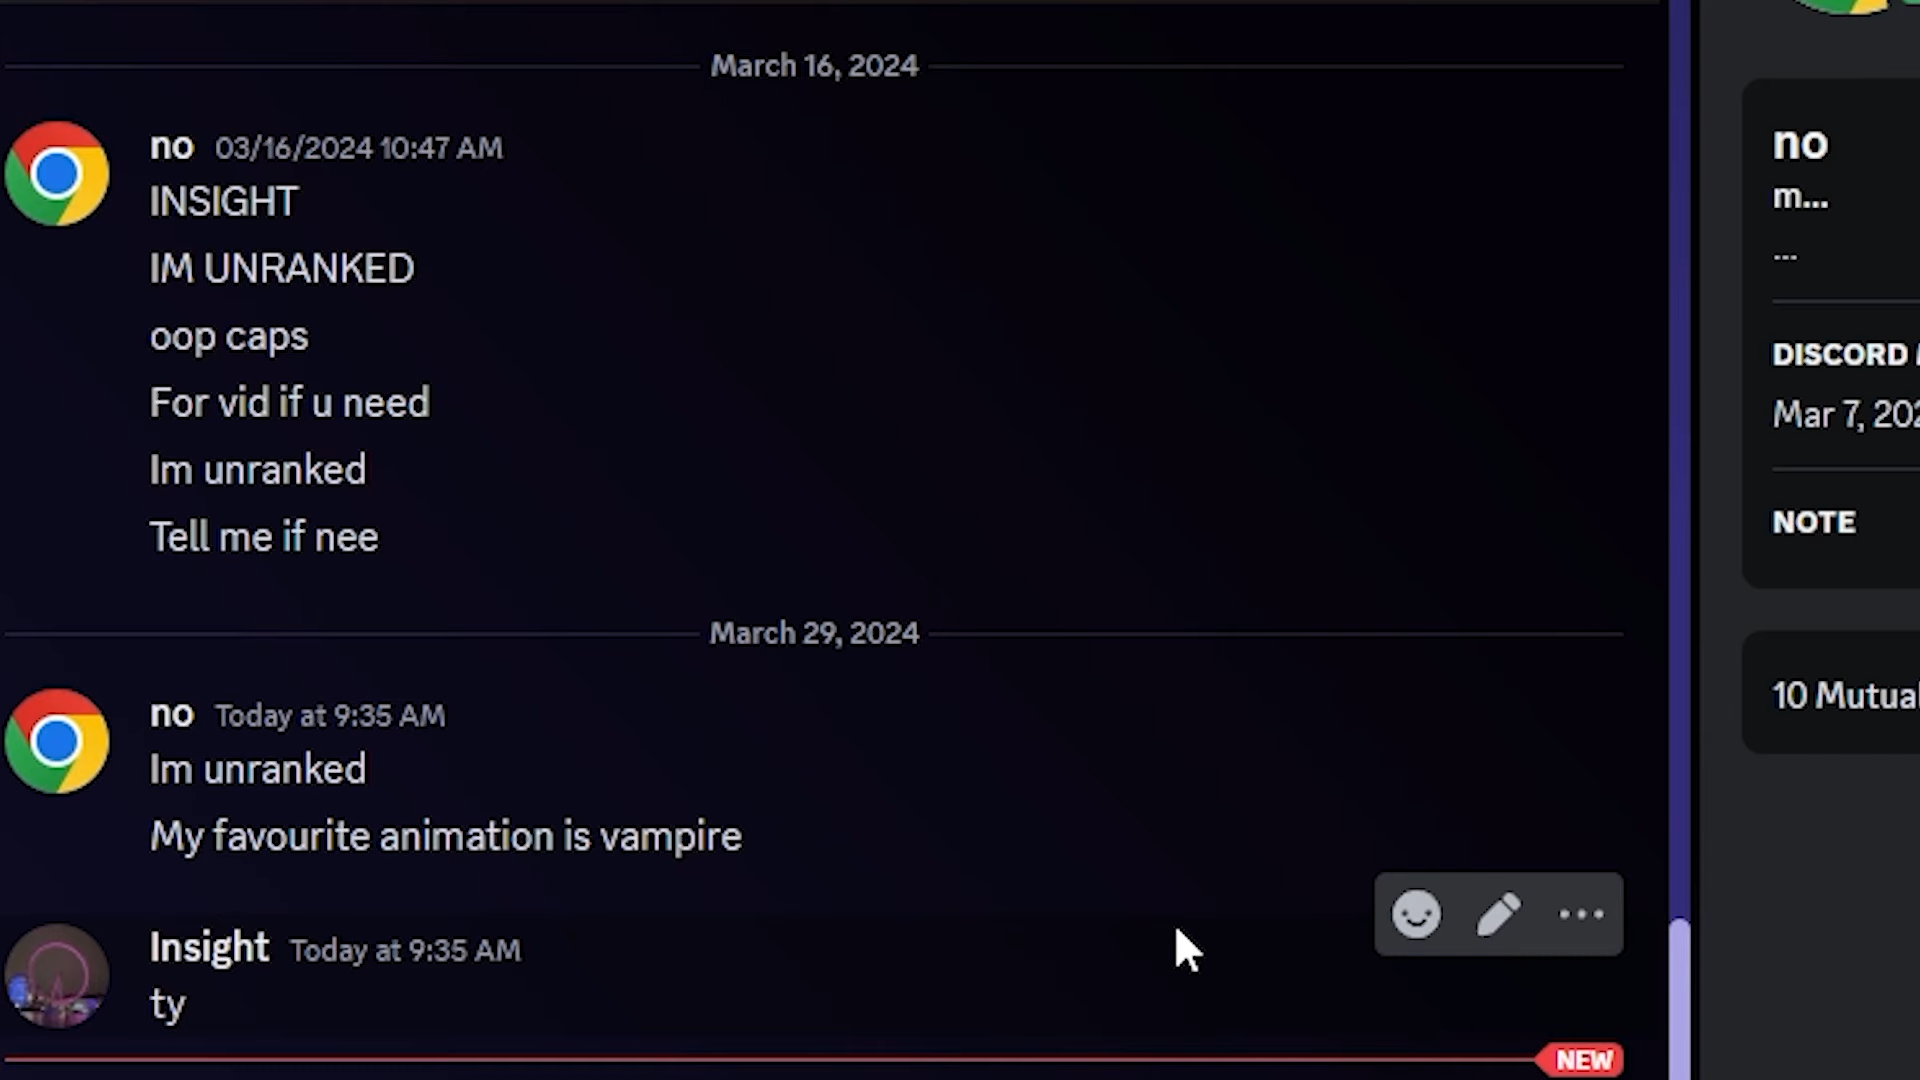 March 16, 2024
no 03/16/2024 10:47 AM
INSIGHT
IM UNRANKED
oop caps
For vid if u need
Im unranked
Tell me if nee
March 29, 2024
no Today at 9:35 AM
Im unranked
My favourite animation is vampire
Insight Today at 9:35 AM
ty
NEW
no
m...
...
DISCORD
Mar 7, 202
NOTE
10 Mutual